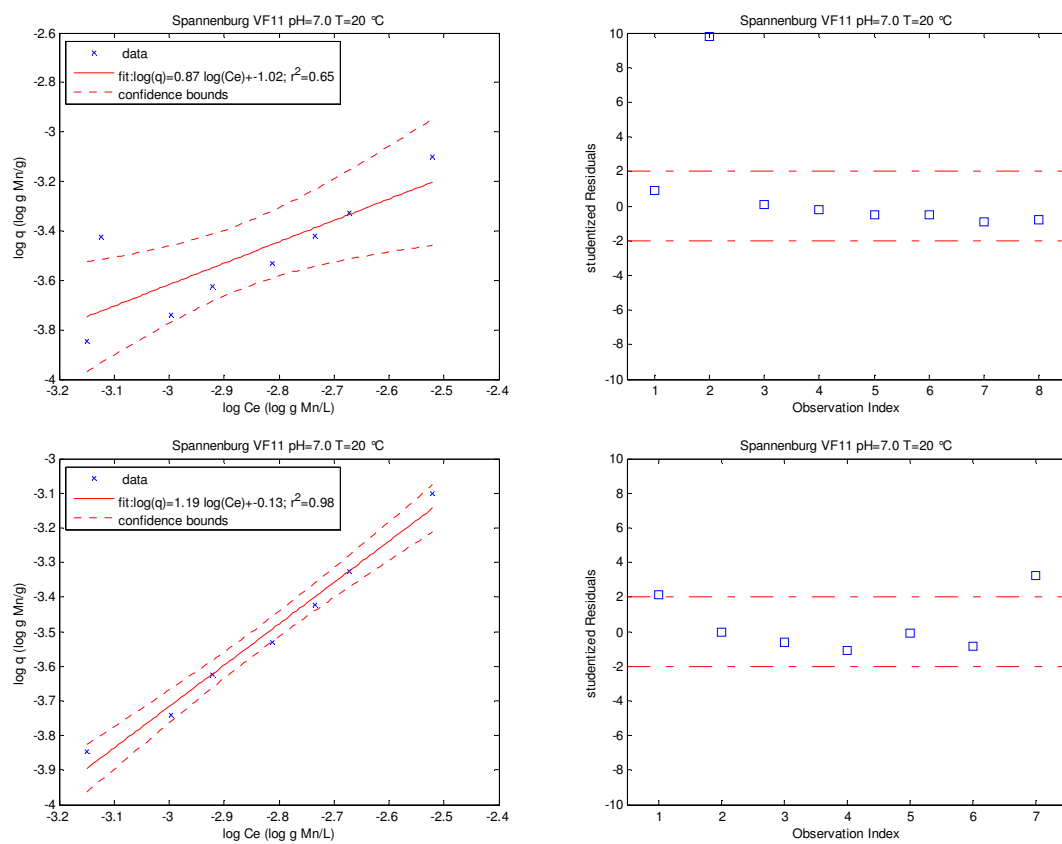 Spannenburg VF11 pH=7.0 T=20 °C
-2.6
-2.8
-3
-3.2
-3.4
-3.6
-3.8
-4
-3.2 -3.1 -3 -2.9 -2.8 -2.7 -2.6 -2.5 -2.4
log Ce (log g Mn/L)
log q (log g Mn/g)
data
fit:log(q)=0.87 log(Ce)+-1.02; r²=0.65
confidence bounds
Spannenburg VF11 pH=7.0 T=20 °C
10
8
6
4
2
0
-2
-4
-6
-8
-10
1 2 3 4 5 6 7 8
Observation Index
studentized Residuals
Spannenburg VF11 pH=7.0 T=20 °C
-3
-3.1
-3.2
-3.3
-3.4
-3.5
-3.6
-3.7
-3.8
-3.9
-4
-3.2 -3.1 -3 -2.9 -2.8 -2.7 -2.6 -2.5 -2.4
log Ce (log g Mn/L)
log q (log g Mn/g)
data
fit:log(q)=1.19 log(Ce)+-0.13; r²=0.98
confidence bounds
Spannenburg VF11 pH=7.0 T=20 °C
10
8
6
4
2
0
-2
-4
-6
-8
-10
1 2 3 4 5 6 7
Observation Index
studentized Residuals